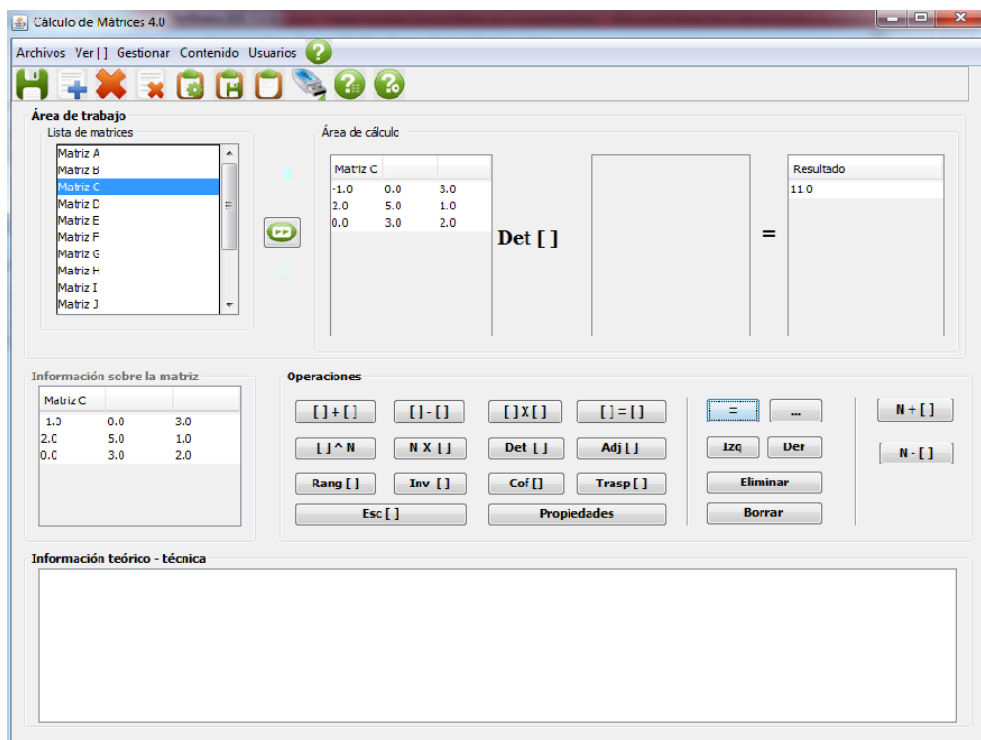 Cálculo de Matrices 4.0
Archivos Ver[] Gestionar Contenido Usuarios ?
Área de trabajo
Lista de matrices
Matriz A
Matriz B
Matriz C
Matriz D
Matriz E
Matriz F
Matriz G
Matriz H
Matriz I
Matriz J
Área de cálculo
Matriz C
-1.0 0.0 3.0
2.0 5.0 1.0
0.0 3.0 2.0
Det [ ]
=
Resultado
11.0
Información sobre la matriz
Matriz C
-1.0 0.0 3.0
2.0 5.0 1.0
0.0 3.0 2.0
Operaciones
[ ] + [ ] [ ] - [ ] [ ] X [ ] [ ] = [ ] = ... N + [ ]
[ ] ^ N N X [ ] Det [ ] Adj [ ] Izq Der N - [ ]
Rang [ ] Inv [ ] Cof [] Trasp [ ] Eliminar
Esc [ ] Propiedades Borrar
Información teórico - técnica